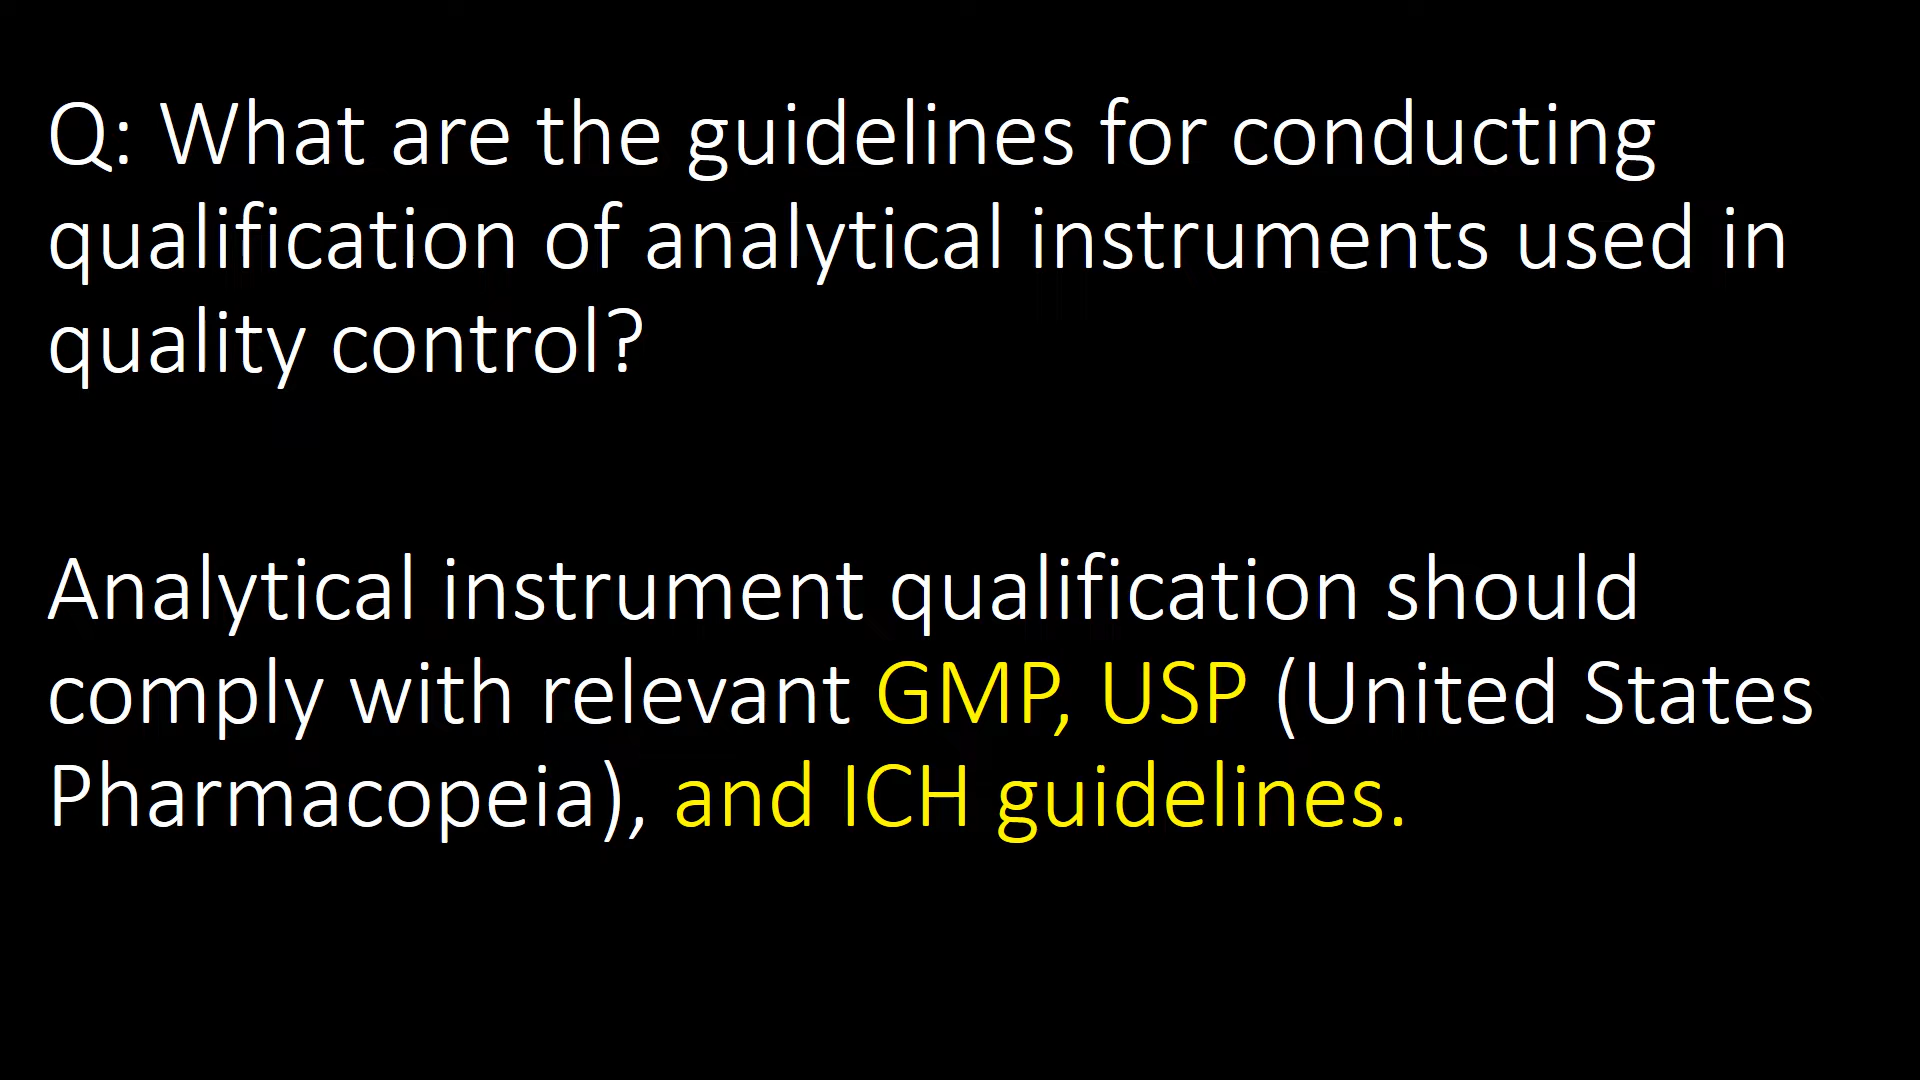 Q: What are the guidelines for conducting
qualification of analytical instruments used in
quality control?
Analytical instrument qualification should
comply with relevant GMP, USP (United States
Pharmacopeia), and ICH guidelines.